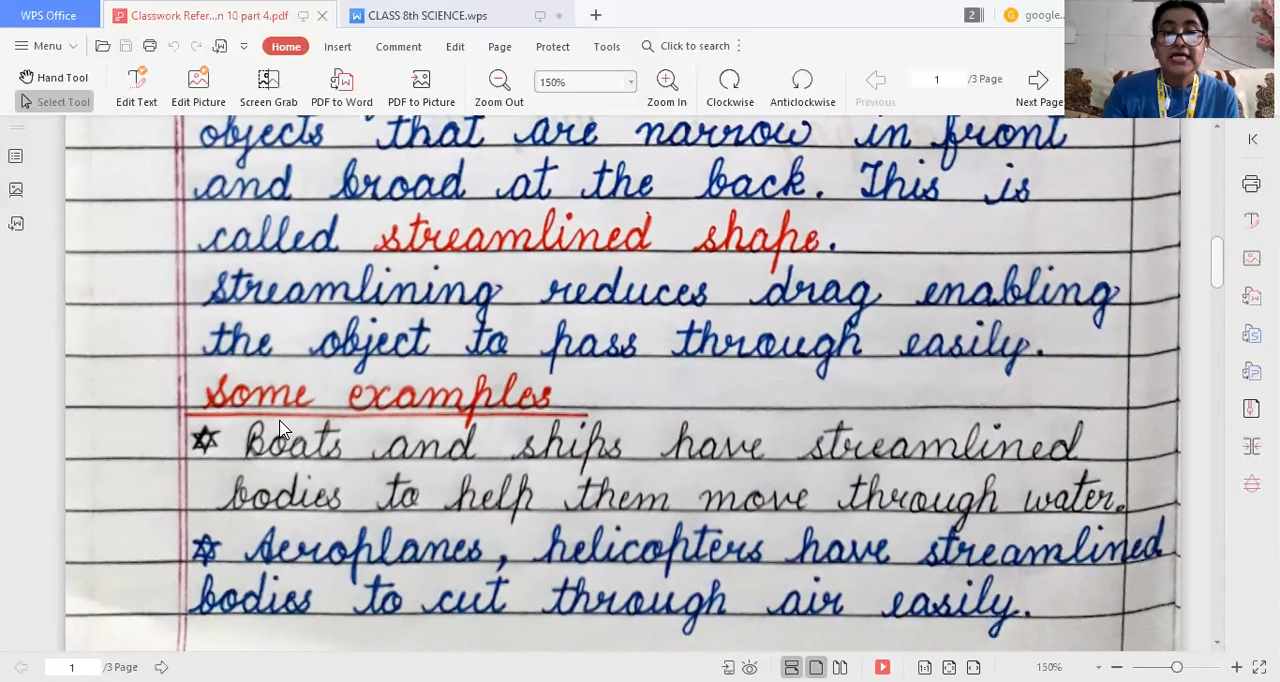 WPS Office
Classwork Refer...n 10 part 4.pdf
CLASS 8th SCIENCE.wps
2
google...
Menu
Home
Insert
Comment
Edit
Page
Protect
Tools
Click to search
Hand Tool
Select Tool
Edit Text
Edit Picture
Screen Grab
PDF to Word
PDF to Picture
Zoom Out
150%
Zoom In
Clockwise
Anticlockwise
Previous
1
/3 Page
Next Page
objects that are narrow in front
and broad at the back. This is
called streamlined shape.
streamlining reduces drag enabling
the object to pass through easily.
Some examples
Boats and ships have streamlined
bodies to help them move through water.
Aeroplanes, helicopters have streamlined
bodies to cut through air easily.
1
/3 Page
150%